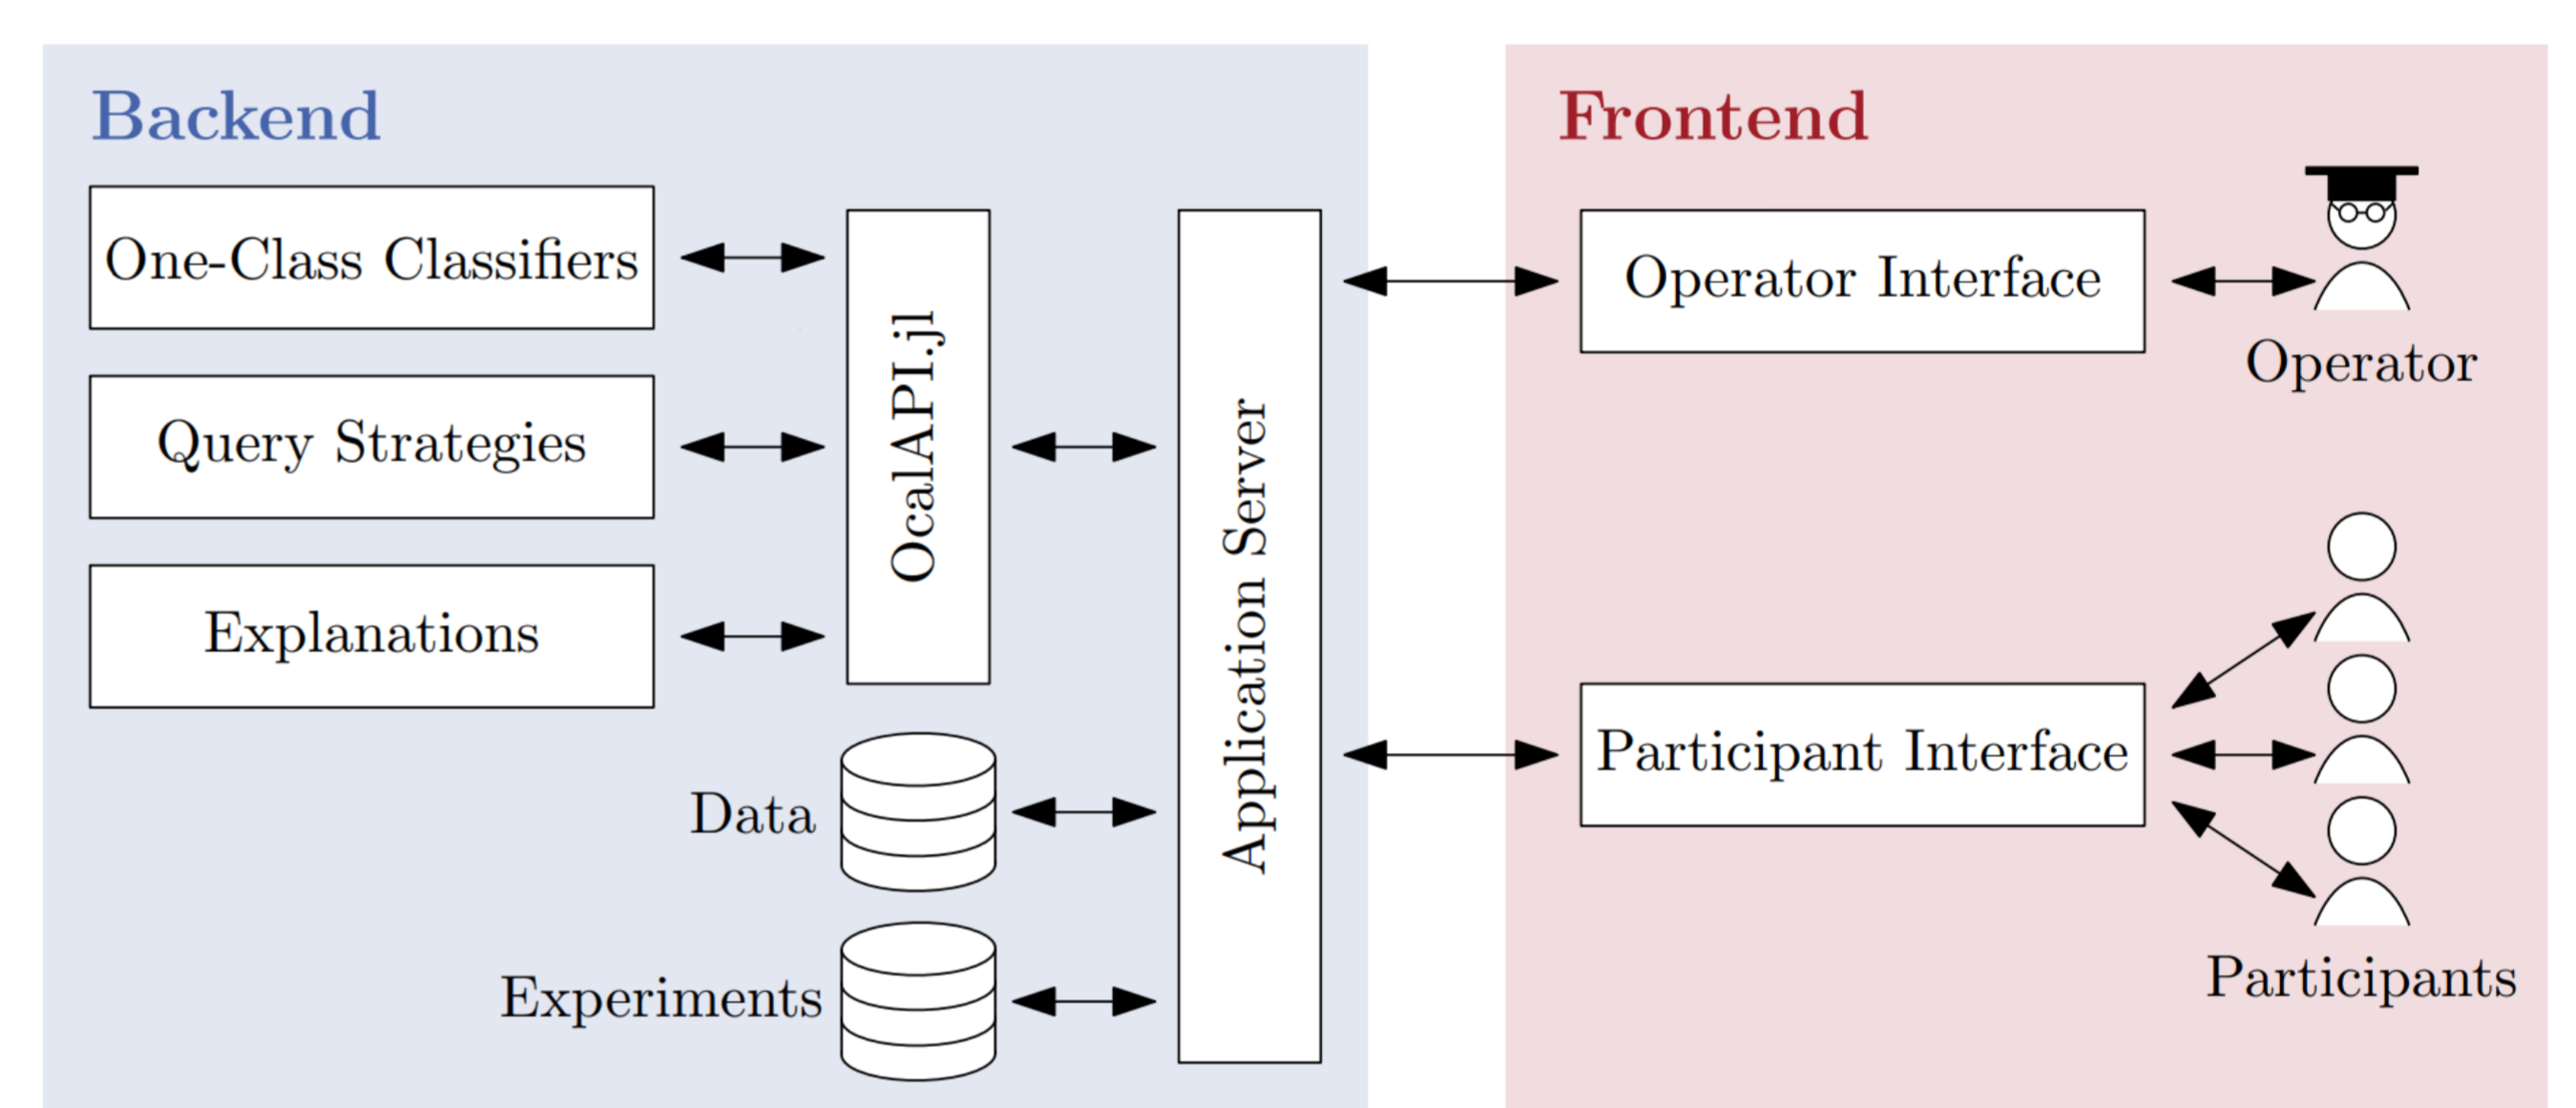 Backend
One-Class Classifiers
Query Strategies
Explanations
OcalAPI.jl
Data
Experiments
Application Server
Frontend
Operator Interface
Operator
Participant Interface
Participants